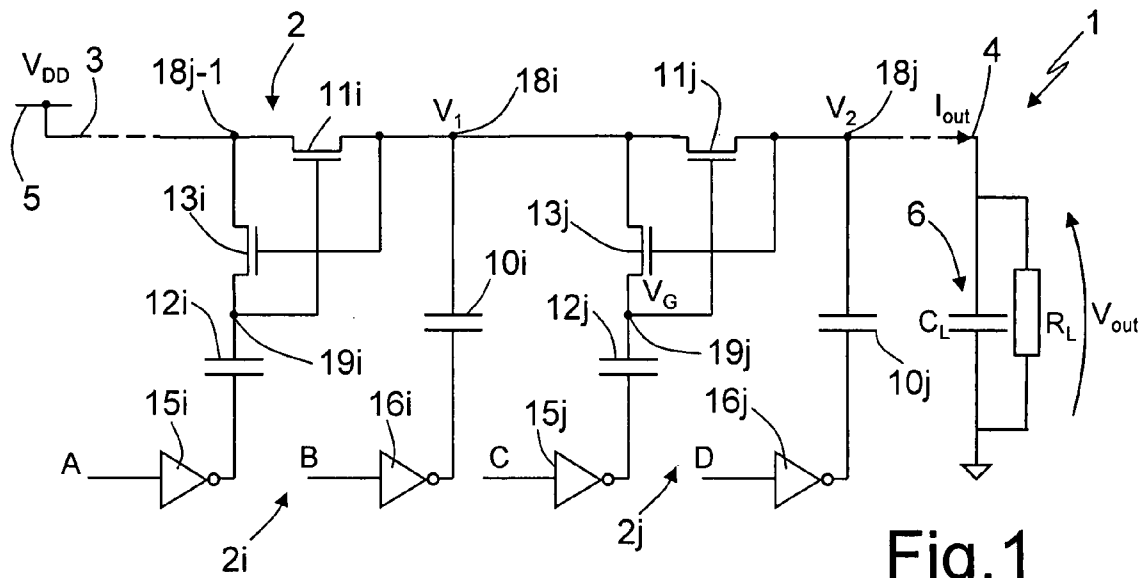 1
2
3
4
V_DD
18j-1
11i
V_1
18i
11j
V_2
18j
I_out
5
13i
13j
6
12i
10i
V_G
12j
C_L
R_L
V_out
19i
19j
10j
15i
16i
15j
16j
A
B
C
D
2i
2j
Fig.1